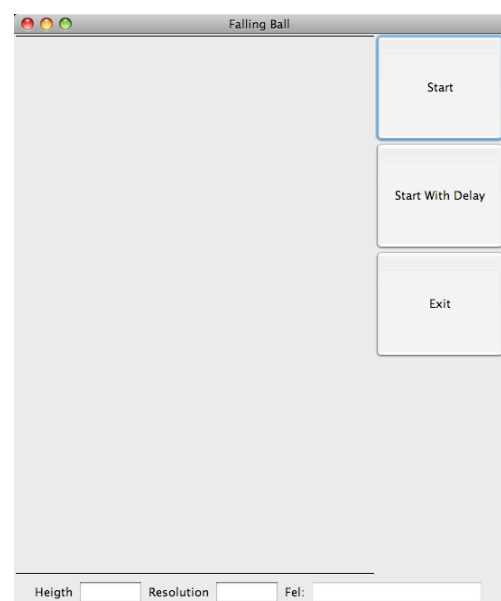 Falling Ball
Start
Start With Delay
Exit
Heigth Resolution Fel: